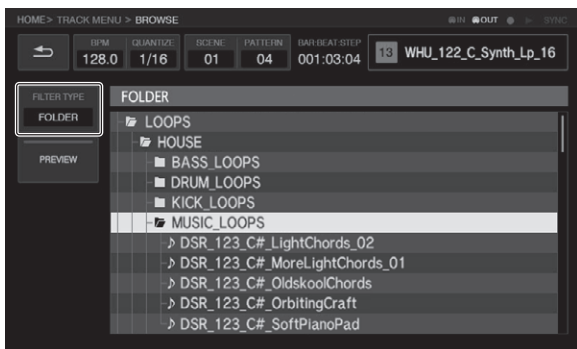 HOME> TRACK MENU > BROWSE
IN OUT SYNC
BPM QUANTIZE SCENE PATTERN BAR:BEAT:STEP
128.0 1/16 01 04 001:03:04
13 WHU_122_C_Synth_Lp_16
FILTER TYPE
FOLDER
PREVIEW
FOLDER
LOOPS
HOUSE
BASS_LOOPS
DRUM_LOOPS
KICK_LOOPS
MUSIC_LOOPS
DSR_123_C#_LightChords_02
DSR_123_C#_MoreLightChords_01
DSR_123_C#_OldskoolChords
DSR_123_C#_OrbitingCraft
DSR_123_C#_SoftPianoPad